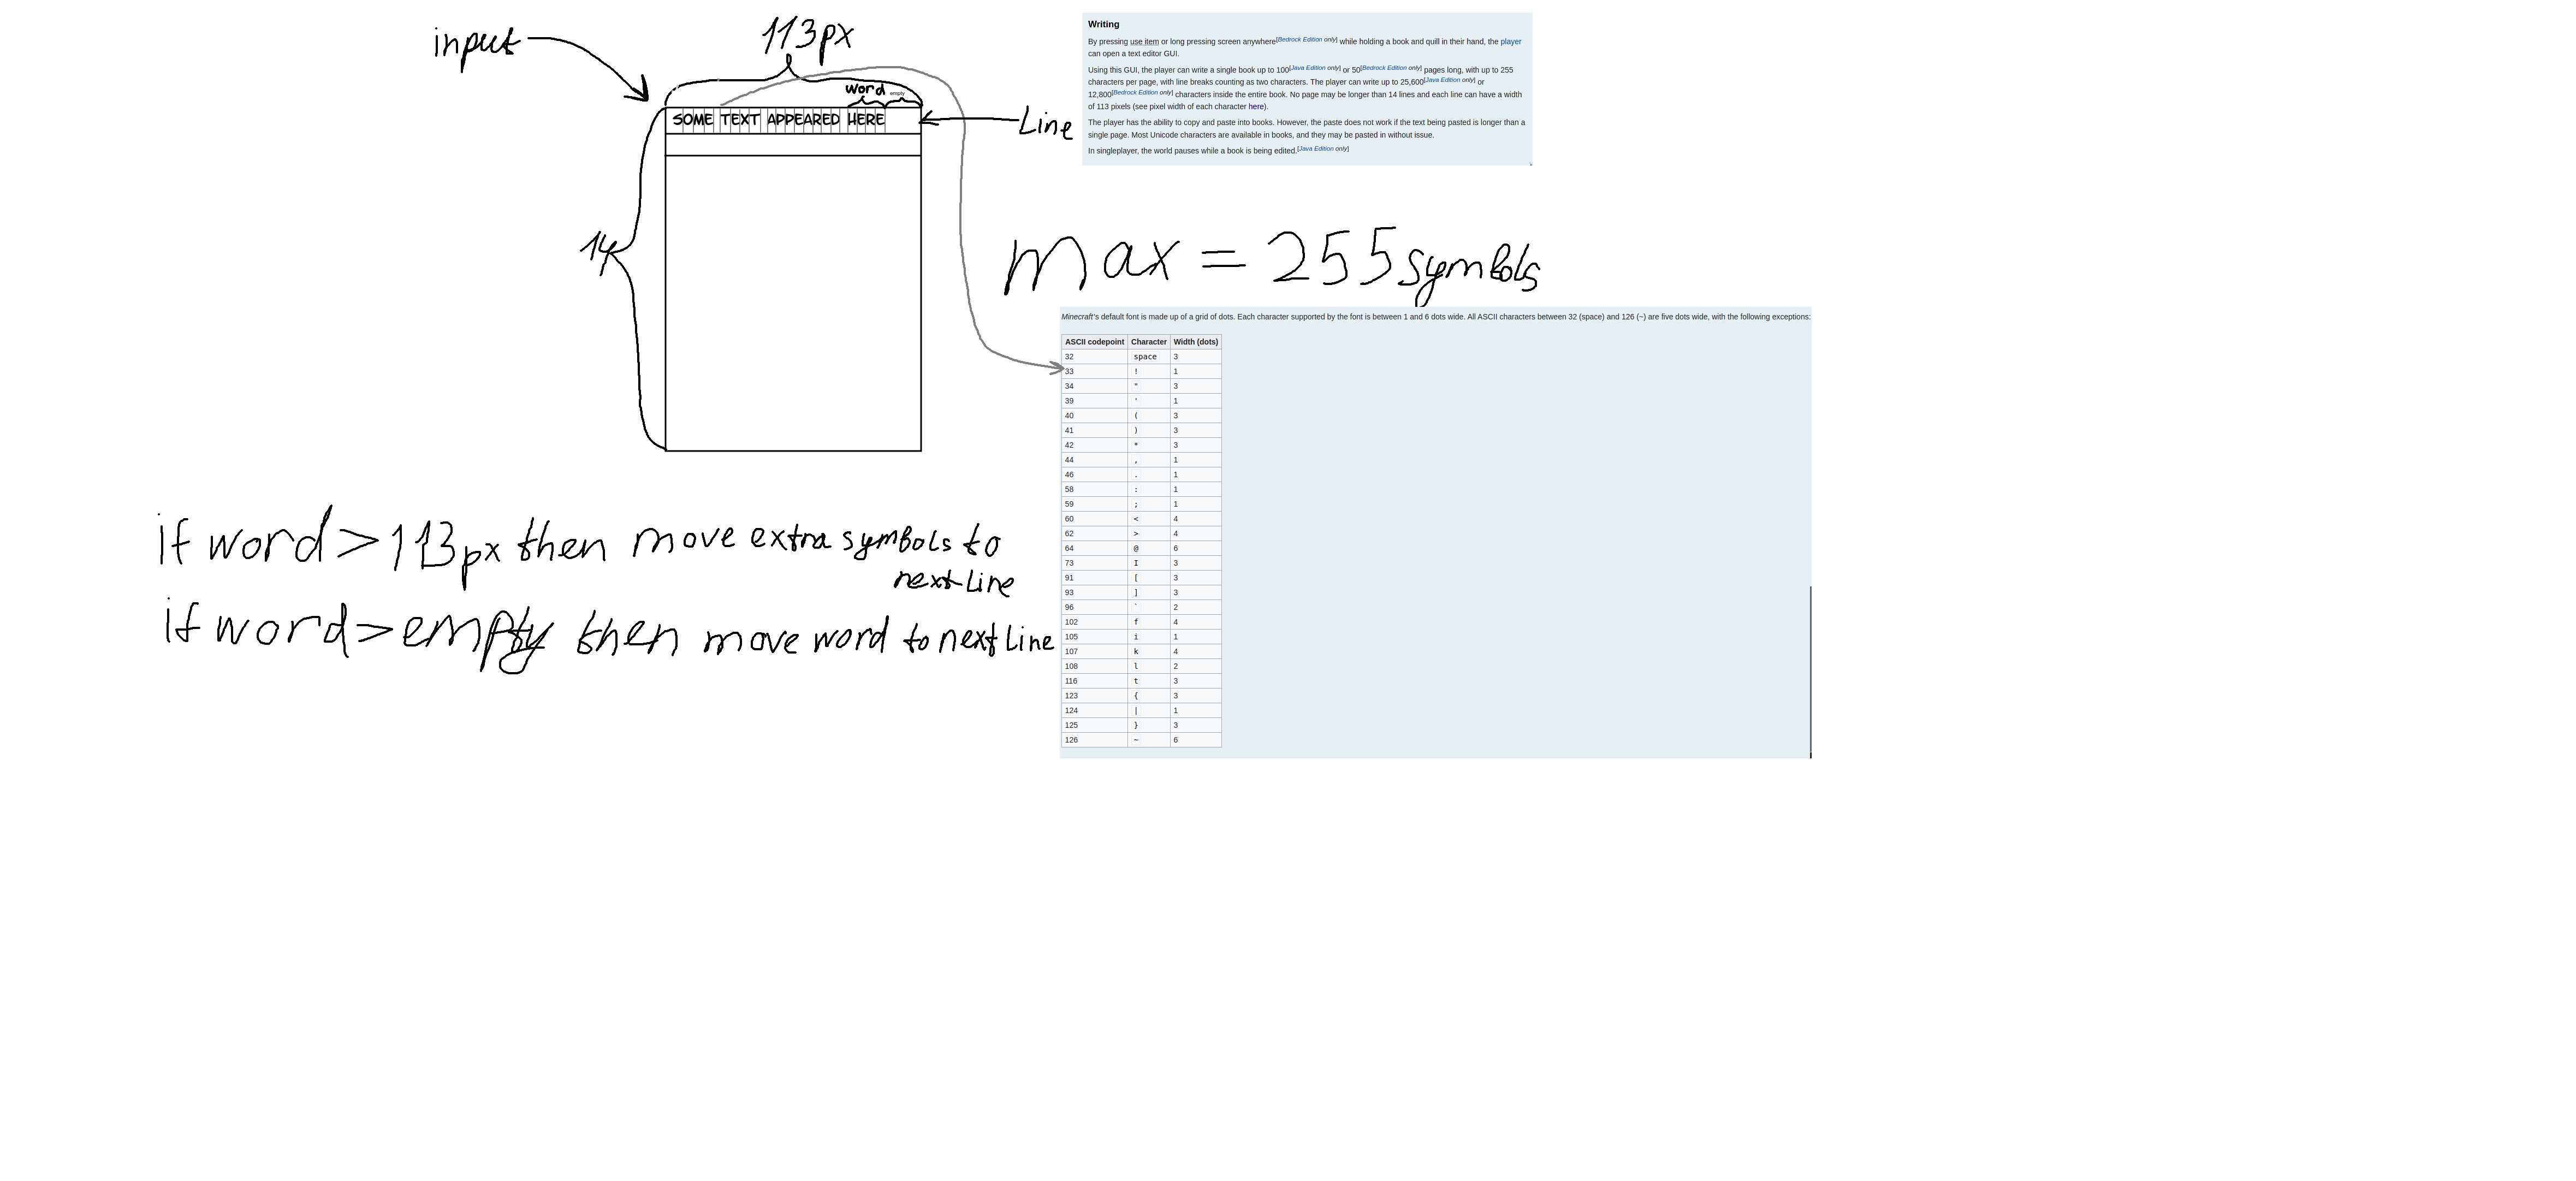 input
113px
word
empty
SOME TEXT APPEARED HERE
Line
14
Writing
By pressing use item or long pressing screen anywhere[Bedrock Edition only] while holding a book and quill in their hand, the player
can open a text editor GUI.
Using this GUI, the player can write a single book up to 100[Java Edition only] or 50[Bedrock Edition only] pages long, with up to 255
characters per page, with line breaks counting as two characters. The player can write up to 25,600[Java Edition only] or
12,800[Bedrock Edition only] characters inside the entire book. No page may be longer than 14 lines and each line can have a width
of 113 pixels (see pixel width of each character here).
The player has the ability to copy and paste into books. However, the paste does not work if the text being pasted is longer than a
single page. Most Unicode characters are available in books, and they may be pasted in without issue.
In singleplayer, the world pauses while a book is being edited.[Java Edition only]
max = 255 symbols
Minecraft's default font is made up of a grid of dots. Each character supported by the font is between 1 and 6 dots wide. All ASCII characters between 32 (space) and 126 (~) are five dots wide, with the following exceptions:
ASCII codepoint Character Width (dots)
32 space 3
33 ! 1
34 " 3
39 ' 1
40 ( 3
41 ) 3
42 * 3
44 , 1
46 . 1
58 : 1
59 ; 1
60 < 4
62 > 4
64 @ 6
73 I 3
91 [ 3
93 ] 3
96 ` 2
102 f 4
105 i 1
107 k 4
108 l 2
116 t 3
123 { 3
124 | 1
125 } 3
126 ~ 6
if word > 113px then move extra symbols to
next line
if word > empty then move word to next line